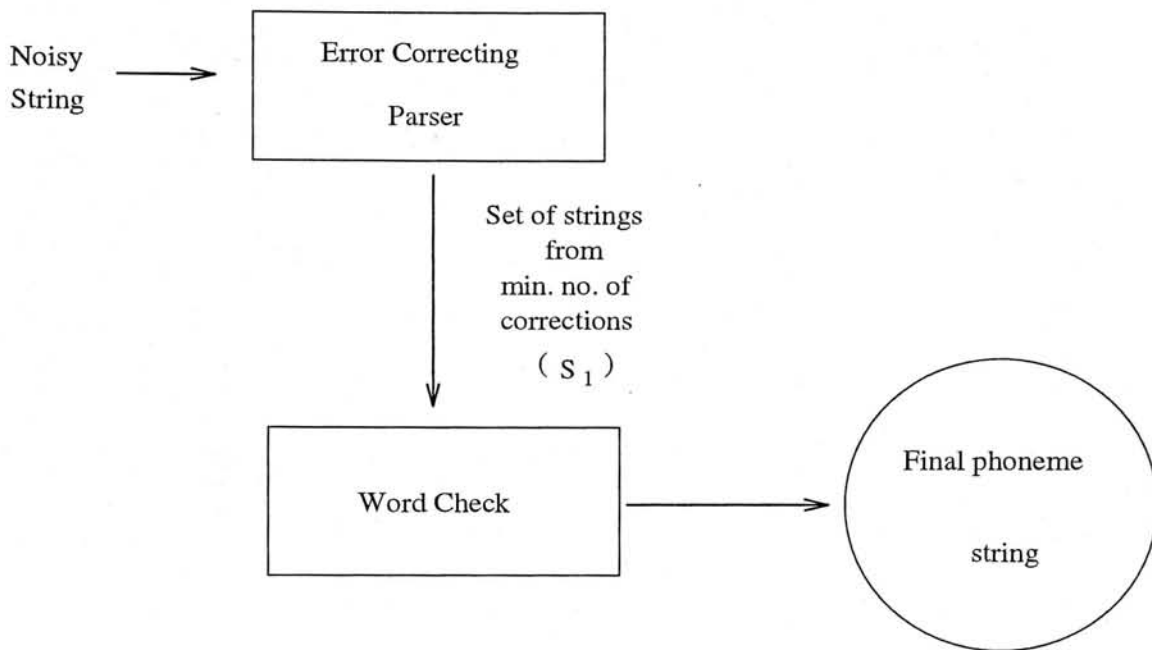 Noisy
String
Error Correcting
Parser
Set of strings
from
min. no. of
corrections
( S 1 )
Word Check
Final phoneme
string